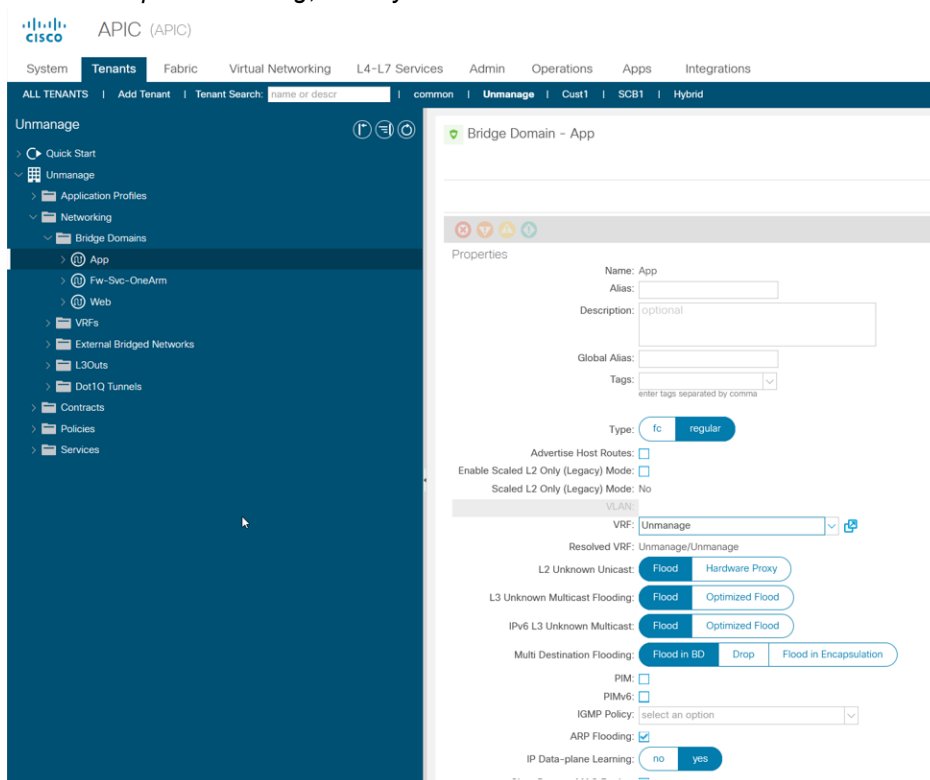 CISCO APIC (APIC)
System Tenants Fabric Virtual Networking L4-L7 Services Admin Operations Apps Integrations
ALL TENANTS | Add Tenant | Tenant Search: name or descr | common | Unmanage | Cust1 | SCB1 | Hybrid
Unmanage
Quick Start
Unmanage
Application Profiles
Networking
Bridge Domains
App
Fw-Svc-OneArm
Web
VRFs
External Bridged Networks
L3Outs
Dot1Q Tunnels
Contracts
Policies
Services
Bridge Domain - App
Properties
Name: App
Alias:
Description: optional
Global Alias:
Tags:
enter tags separated by comma
Type: fc regular
Advertise Host Routes:
Enable Scaled L2 Only (Legacy) Mode:
Scaled L2 Only (Legacy) Mode: No
VLAN:
VRF: Unmanage
Resolved VRF: Unmanage/Unmanage
L2 Unknown Unicast: Flood Hardware Proxy
L3 Unknown Multicast Flooding: Flood Optimized Flood
IPv6 L3 Unknown Multicast: Flood Optimized Flood
Multi Destination Flooding: Flood in BD Drop Flood in Encapsulation
PIM:
PIMv6:
IGMP Policy: select an option
ARP Flooding:
IP Data-plane Learning: no yes